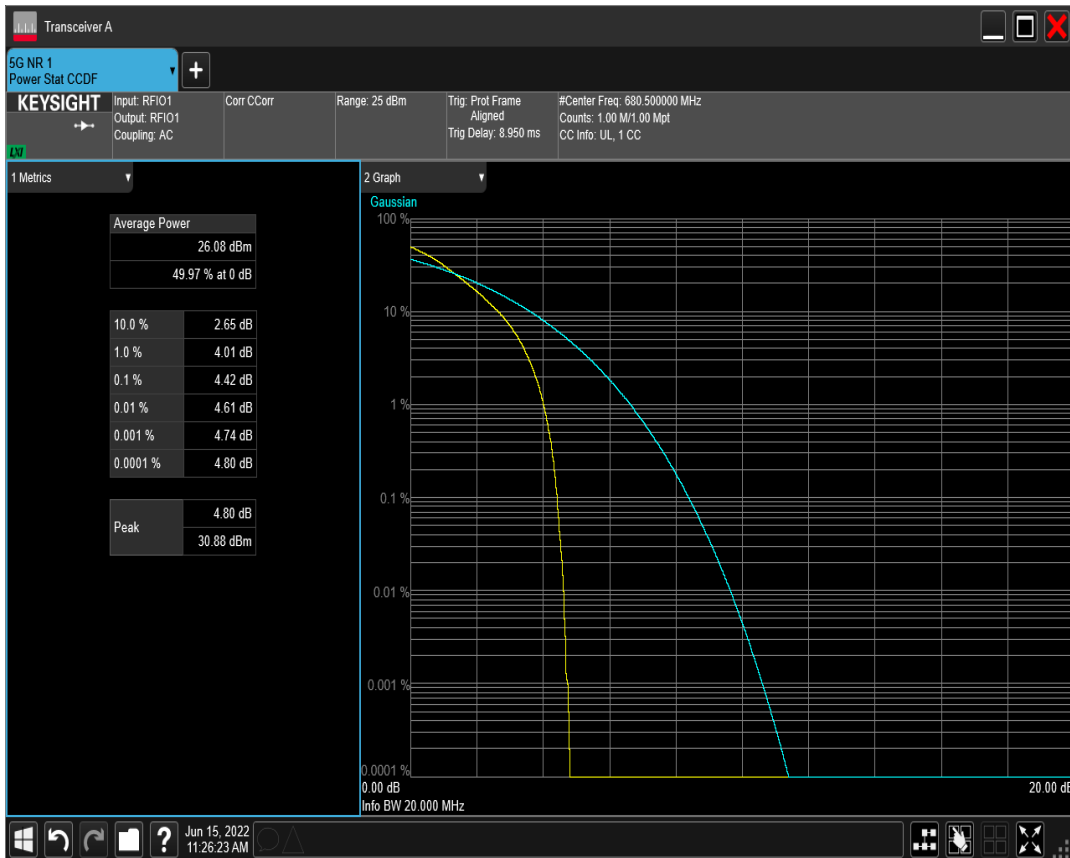 Transceiver A
5G NR 1
Power Stat CCDF
+
KEYSIGHT
LXI
Input: RFIO1
Output: RFIO1
Coupling: AC
Corr CCorr
Range: 25 dBm
Trig: Prot Frame
Aligned
Trig Delay: 8.950 ms
#Center Freq: 680.500000 MHz
Counts: 1.00 M/1.00 Mpt
CC Info: UL, 1 CC
1 Metrics
Average Power
26.08 dBm
49.97 % at 0 dB
10.0 % 2.65 dB
1.0 % 4.01 dB
0.1 % 4.42 dB
0.01 % 4.61 dB
0.001 % 4.74 dB
0.0001 % 4.80 dB
Peak
4.80 dB
30.88 dBm
2 Graph
Gaussian
100 %
10 %
1 %
0.1 %
0.01 %
0.001 %
0.0001 %
0.00 dB 20.00 dB
Info BW 20.000 MHz
?
Jun 15, 2022
11:26:23 AM